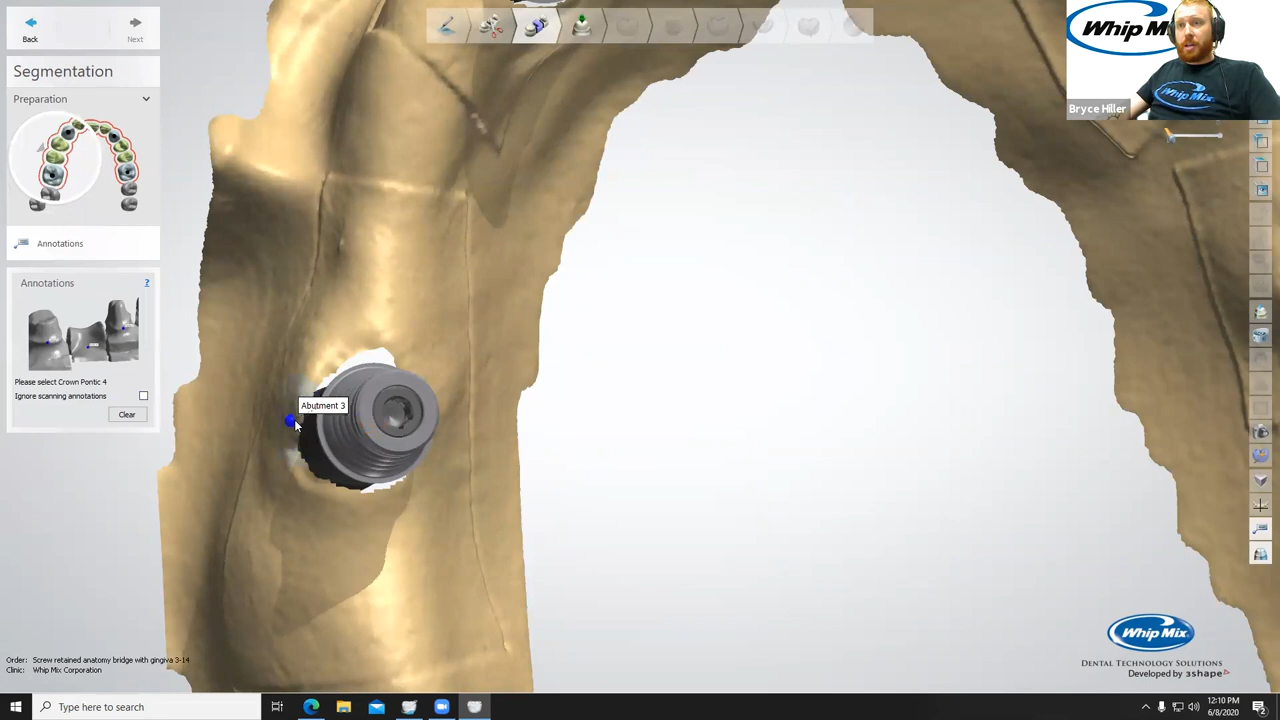 Back
Next
Segmentation
Preparation
Annotations
Annotations
?
Please select Crown Pontic 4
Ignore scanning annotations
Clear
Abutment 3
Whip M
Whip Mix
Bryce Hiller
Whip Mix
DENTAL TECHNOLOGY SOLUTIONS
Developed by 3shape
Order: Screw retained anatomy bridge with gingiva 3-14
Clinic: Whip Mix Corporation
Type here to search
12:10 PM
6/8/2020
2